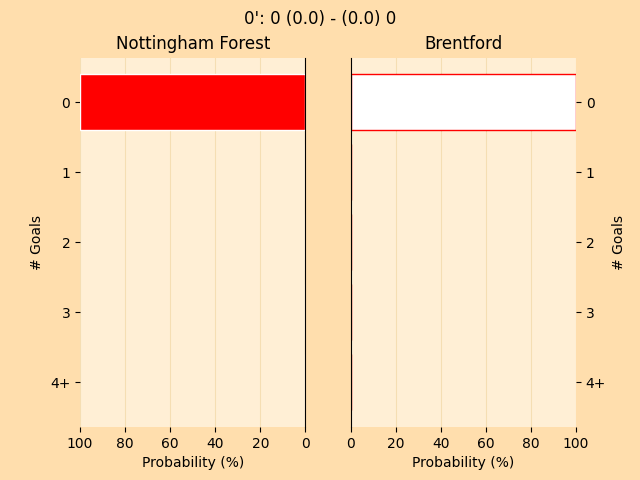 0': 0 (0.0) - (0.0) 0
Nottingham Forest
Brentford
# Goals
0
1
2
3
4+
0
1
2
3
4+
# Goals
100 80 60 40 20 0
0 20 40 60 80 100
Probability (%)
Probability (%)